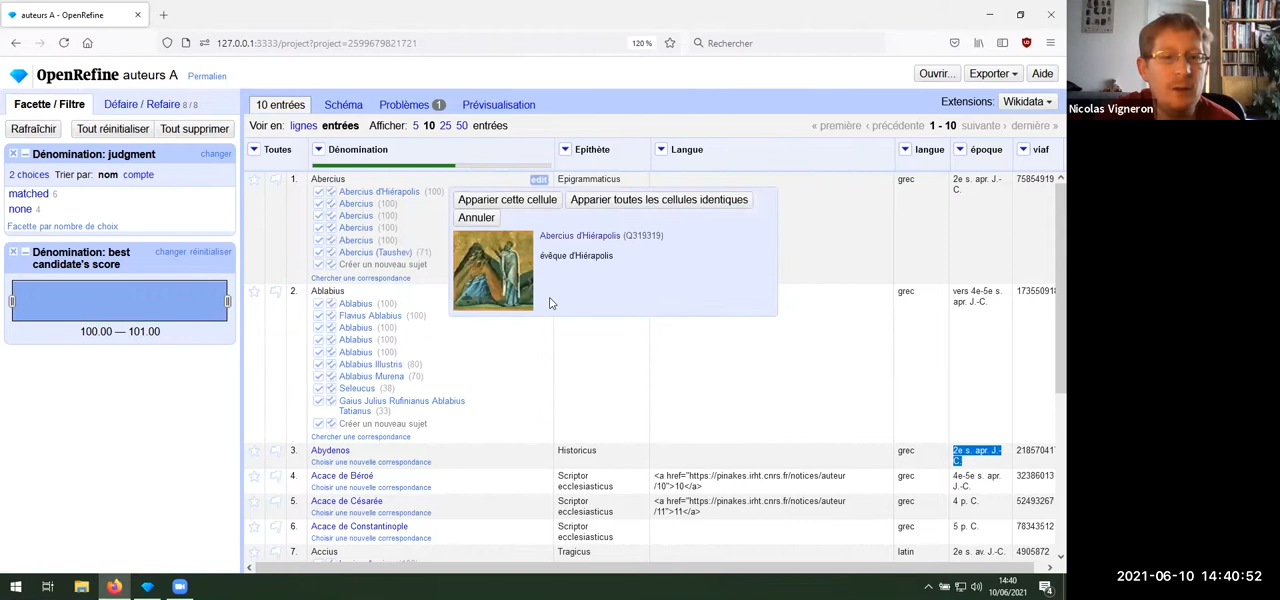 auteurs A - OpenRefine
127.0.0.1:3333/project?project=2599679821721
120 %
Rechercher
OpenRefine auteurs A Permalien
Ouvrir...
Exporter
Aide
Facette / Filtre
Défaire / Refaire 8 / 8
10 entrées
Schéma
Problèmes 1
Prévisualisation
Extensions: Wikidata
Rafraîchir
Tout réinitialiser
Tout supprimer
Voir en: lignes entrées Afficher: 5 10 25 50 entrées
« première ‹ précédente 1 - 10 suivante › dernière »
Dénomination: judgment
changer
2 choices Trier par: nom compte
matched 6
none 4
Facette par nombre de choix
Dénomination: best candidate's score
changer réinitialiser
100.00 — 101.00
Toutes
Dénomination
Epithête
Langue
langue
époque
viaf
1.
Abercius
edit
Epigrammaticus
grec
2e s. apr. J.-
C.
75854919
Abercius d'Hiérapolis (100)
Abercius (100)
Abercius (100)
Abercius (100)
Abercius (100)
Abercius (Taushev) (71)
Créer un nouveau sujet
Chercher une correspondance
Apparier cette cellule
Apparier toutes les cellules identiques
Annuler
Abercius d'Hiérapolis (Q319319)
évêque d'Hiérapolis
2.
Ablabius
grec
vers 4e-5e s.
apr. J.-C.
173550918
Ablabius (100)
Flavius Ablabius (100)
Ablabius (100)
Ablabius (100)
Ablabius (100)
Ablabius Illustris (80)
Ablabius Murena (70)
Seleucus (38)
Gaius Julius Rufinianus Ablabius
Tatianus (33)
Créer un nouveau sujet
Chercher une correspondance
3.
Abydenos
Choisir une nouvelle correspondance
Historicus
grec
2e s. apr. J.-
C.
218570417
4.
Acace de Béroé
Choisir une nouvelle correspondance
Scriptor
ecclesiasticus
<a href="https://pinakes.irht.cnrs.fr/notices/auteur
/10">10</a>
grec
4e-5e s. apr.
J.-C.
32386013
5.
Acace de Césarée
Choisir une nouvelle correspondance
Scriptor
ecclesiasticus
<a href="https://pinakes.irht.cnrs.fr/notices/auteur
/11">11</a>
grec
4 p. C.
52493267
6.
Acace de Constantinople
Choisir une nouvelle correspondance
Scriptor
ecclesiasticus
grec
5 p. C.
78343512
7.
Accius
Tragicus
latin
2e s. av. J.-C.
4905872
Nicolas Vigneron
14:40
10/06/2021
4
2021-06-10 14:40:52